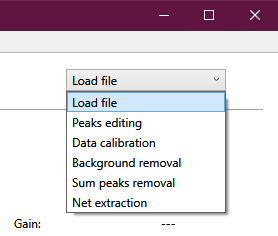 Load file
Load file
Peaks editing
Data calibration
Background removal
Sum peaks removal
Net extraction
Gain: ---